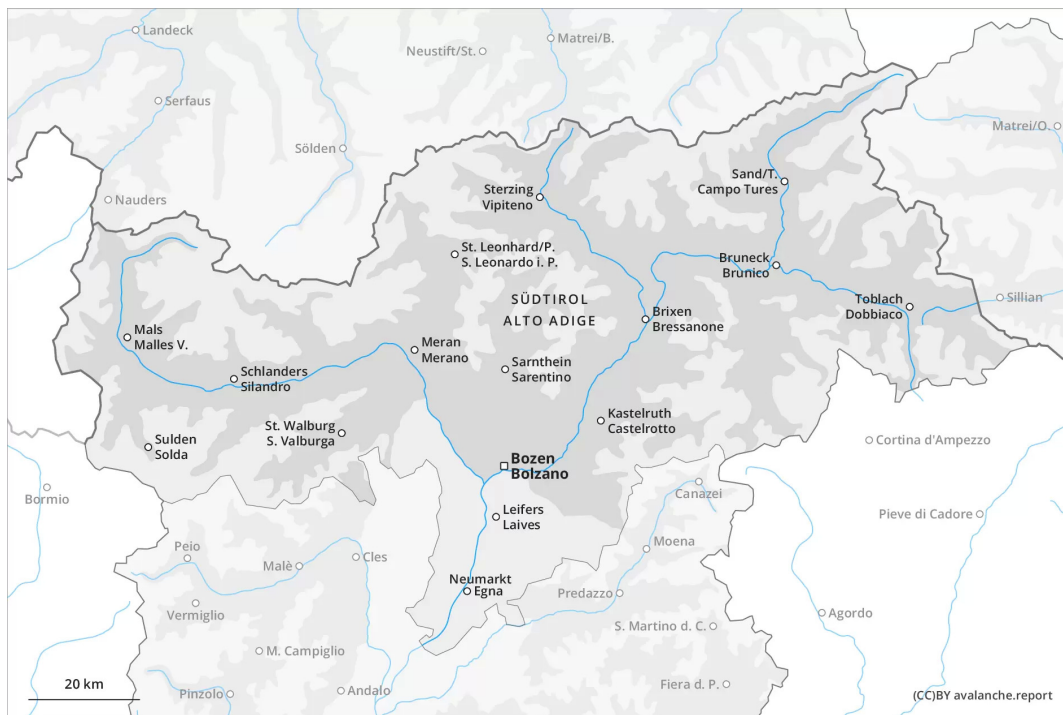 Landeck
Neustift/St.
Matrei/B.
Serfaus
Sölden
Matrei/O.
Nauders
Sterzing
Vipiteno
Sand/T.
Campo Tures
St. Leonhard/P.
S. Leonardo i. P.
Bruneck
Brunico
SÜDTIROL
ALTO ADIGE
Toblach
Dobbiaco
Sillian
Brixen
Bressanone
Mals
Malles V.
Meran
Merano
Sarnthein
Sarentino
Schlanders
Silandro
Kastelruth
Castelrotto
St. Walburg
S. Valburga
Sulden
Solda
Cortina d'Ampezzo
Bozen
Bolzano
Bormio
Canazei
Leifers
Laives
Pieve di Cadore
Peio
Malè
Cles
Moena
Neumarkt
Egna
Predazzo
Vermiglio
Agordo
S. Martino d. C.
M. Campiglio
20 km
Pinzolo
Andalo
Fiera d. P.
(CC)BY avalanche.report